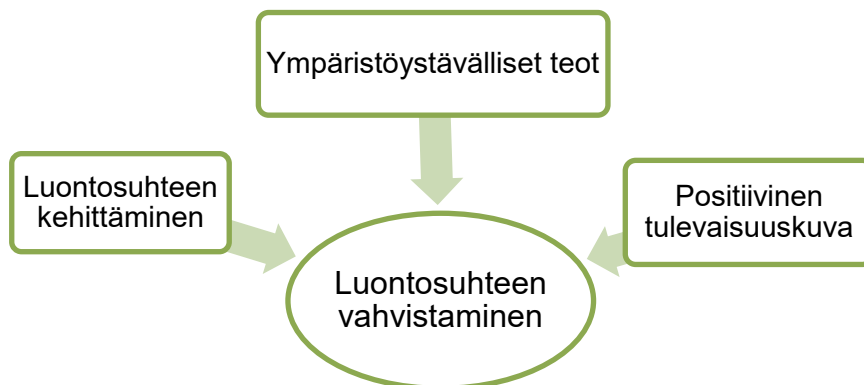 Ympäristöystävälliset teot
Luontosuhteen
kehittäminen
Positiivinen
tulevaisuuskuva
Luontosuhteen
vahvistaminen